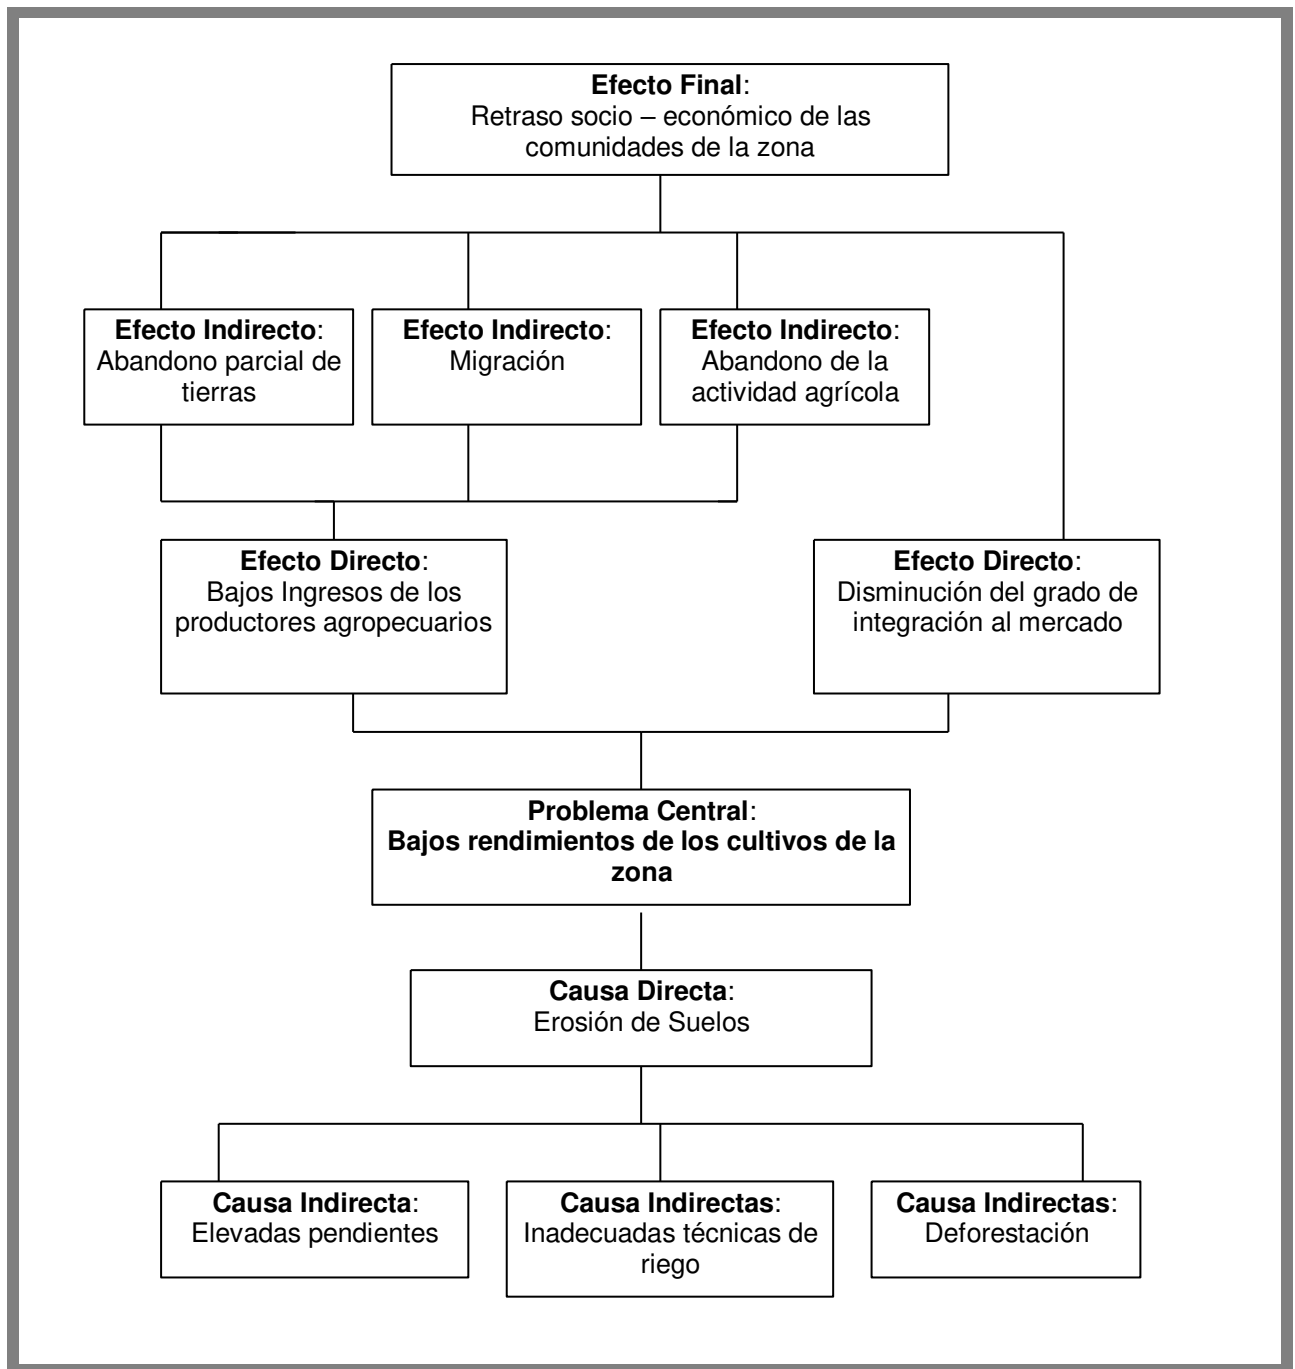 Efecto Final:
Retraso socio – económico de las
comunidades de la zona
Efecto Indirecto:
Abandono parcial de
tierras
Efecto Indirecto:
Migración
Efecto Indirecto:
Abandono de la
actividad agrícola
Efecto Directo:
Bajos Ingresos de los
productores agropecuarios
Efecto Directo:
Disminución del grado de
integración al mercado
Problema Central:
Bajos rendimientos de los cultivos de la
zona
Causa Directa:
Erosión de Suelos
Causa Indirecta:
Elevadas pendientes
Causa Indirectas:
Inadecuadas técnicas de
riego
Causa Indirectas:
Deforestación